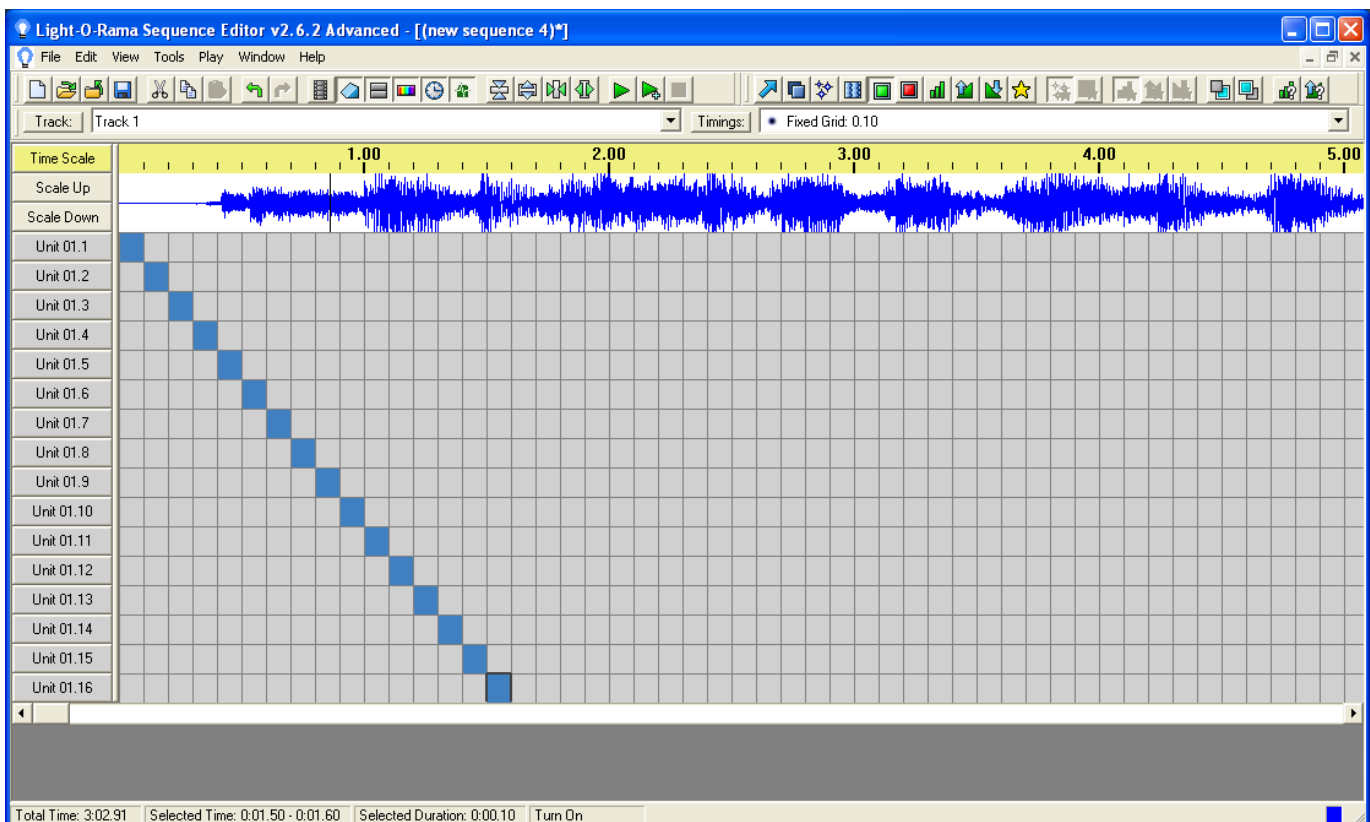 Light-O-Rama Sequence Editor v2.6.2 Advanced - [(new sequence 4)*]
File Edit View Tools Play Window Help
Track: Track 1 Timings: Fixed Grid: 0.10
Time Scale 1.00 2.00 3.00 4.00 5.00
Scale Up
Scale Down
Unit 01.1
Unit 01.2
Unit 01.3
Unit 01.4
Unit 01.5
Unit 01.6
Unit 01.7
Unit 01.8
Unit 01.9
Unit 01.10
Unit 01.11
Unit 01.12
Unit 01.13
Unit 01.14
Unit 01.15
Unit 01.16
Total Time: 3:02.91 Selected Time: 0:01.50 - 0:01.60 Selected Duration: 0:00.10 Turn On